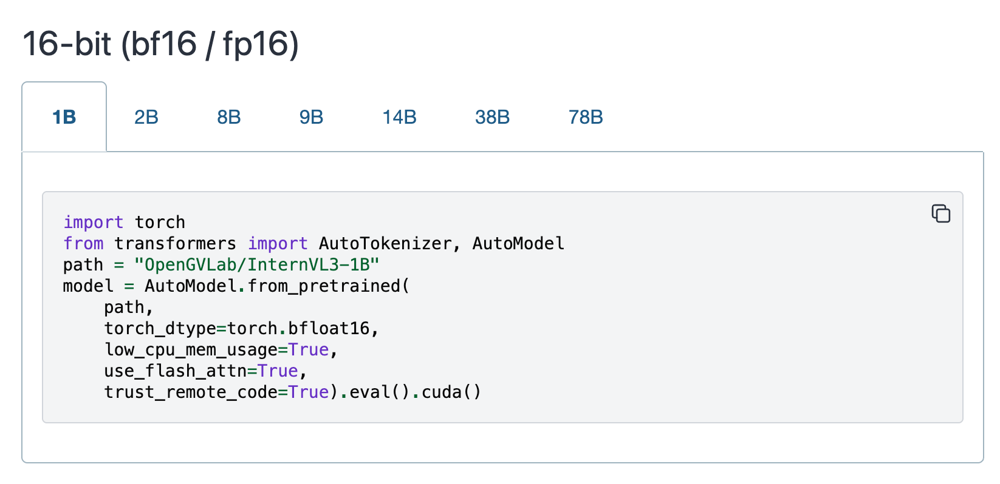 16-bit (bf16 / fp16)
1B 2B 8B 9B 14B 38B 78B
import torch
from transformers import AutoTokenizer, AutoModel
path = "OpenGVLab/InternVL3-1B"
model = AutoModel.from_pretrained(
    path,
    torch_dtype=torch.bfloat16,
    low_cpu_mem_usage=True,
    use_flash_attn=True,
    trust_remote_code=True).eval().cuda()